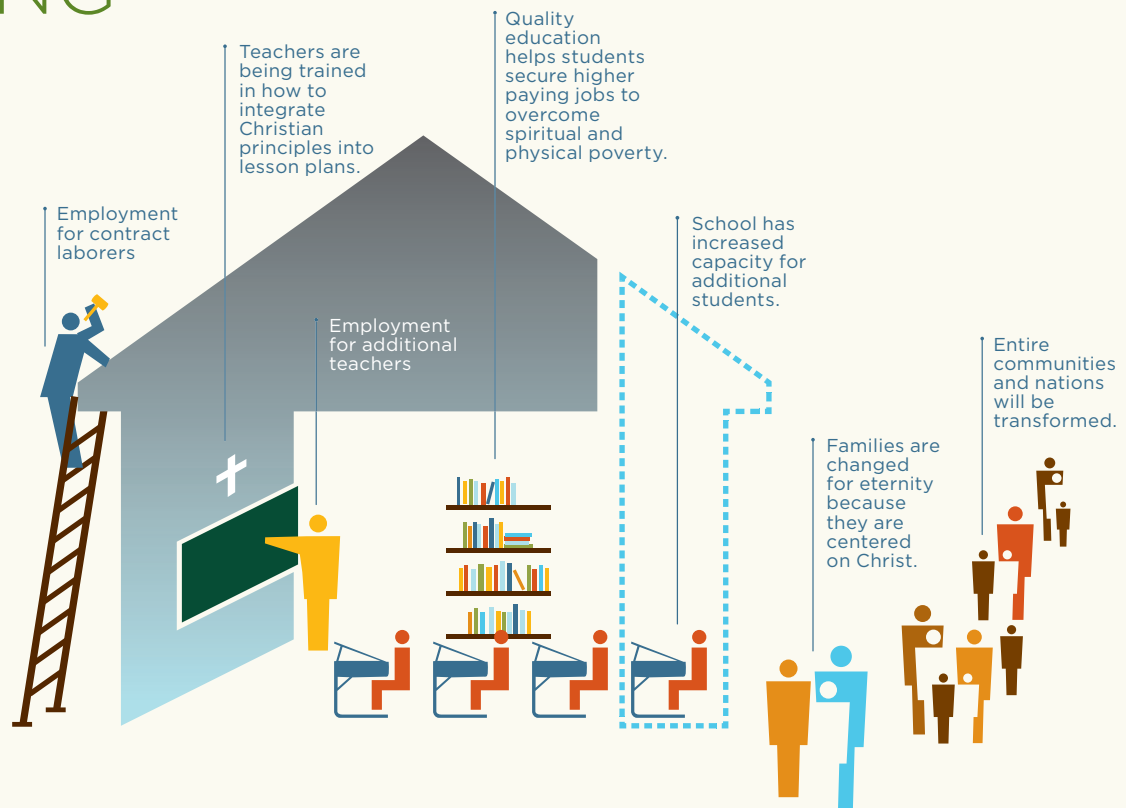 Quality
education
helps students
secure higher
paying jobs to
overcome
spiritual and
physical poverty.
Teachers are
being trained
in how to
integrate
Christian
principles into
lesson plans.
Employment
for contract
laborers
School has
increased
capacity for
additional
students.
Employment
for additional
teachers
Entire
communities
and nations
will be
transformed.
Families are
changed
for eternity
because
they are
centered
on Christ.